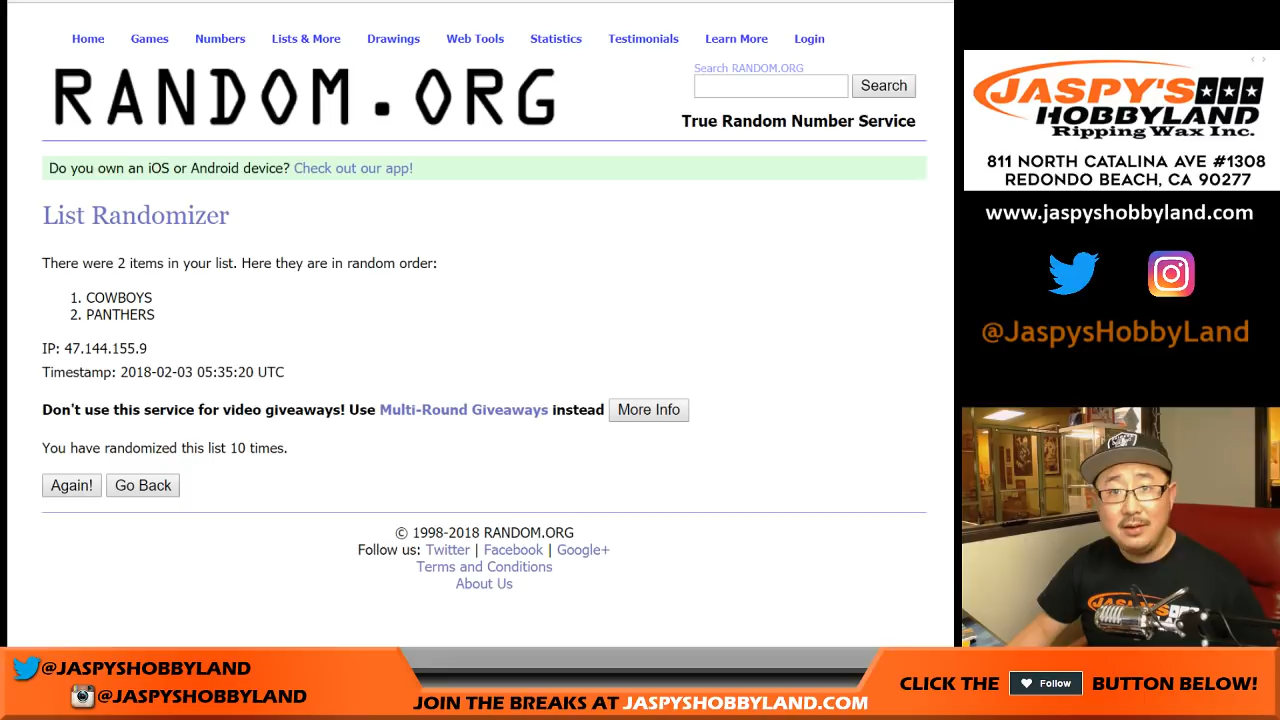 Home Games Numbers Lists & More Drawings Web Tools Statistics Testimonials Learn More Login
RANDOM.ORG
Search RANDOM.ORG
Search
True Random Number Service
Do you own an iOS or Android device? Check out our app!
List Randomizer
There were 2 items in your list. Here they are in random order:
1. COWBOYS
2. PANTHERS
IP: 47.144.155.9
Timestamp: 2018-02-03 05:35:20 UTC
Don't use this service for video giveaways! Use Multi-Round Giveaways instead More Info
You have randomized this list 10 times.
Again! Go Back
© 1998-2018 RANDOM.ORG
Follow us: Twitter | Facebook | Google+
Terms and Conditions
About Us
JASPY'S
HOBBYLAND
Ripping Wax Inc.
811 NORTH CATALINA AVE #1308
REDONDO BEACH, CA 90277
www.jaspyshobbyland.com
@JaspysHobbyLand
@JASPYSHOBBYLAND
@JASPYSHOBBYLAND
JOIN THE BREAKS AT JASPYSHOBBYLAND.COM
CLICK THE Follow BUTTON BELOW!